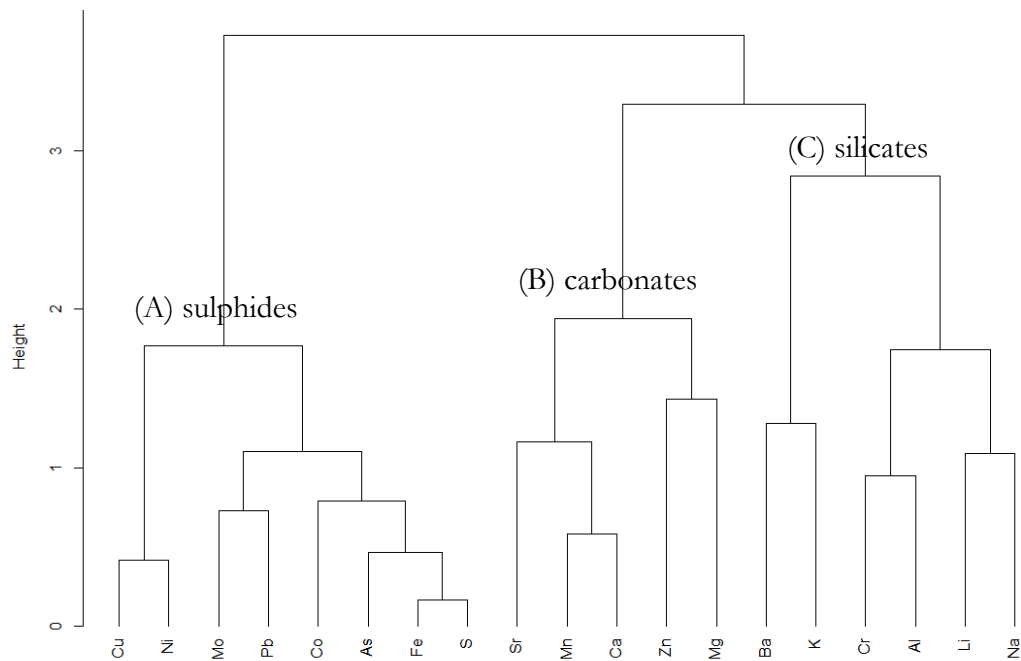 3
(C) silicates
(B) carbonates
2
(A) sulphides
Height
1
0
Cu Ni Mo Pb Co As Fe S Sr Mn Ca Zn Mg Ba K Cr Al Li Na